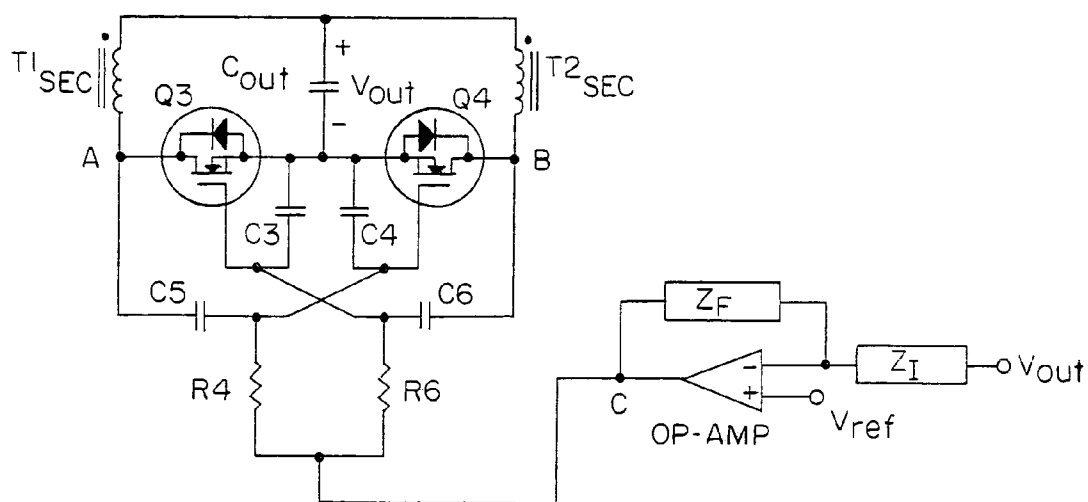 T1SEC
Cout
+
Vout
-
T2SEC
Q3
Q4
A
B
C3
C4
C5
C6
R4
R6
ZF
ZI
Vout
-
+
C
Vref
OP-AMP